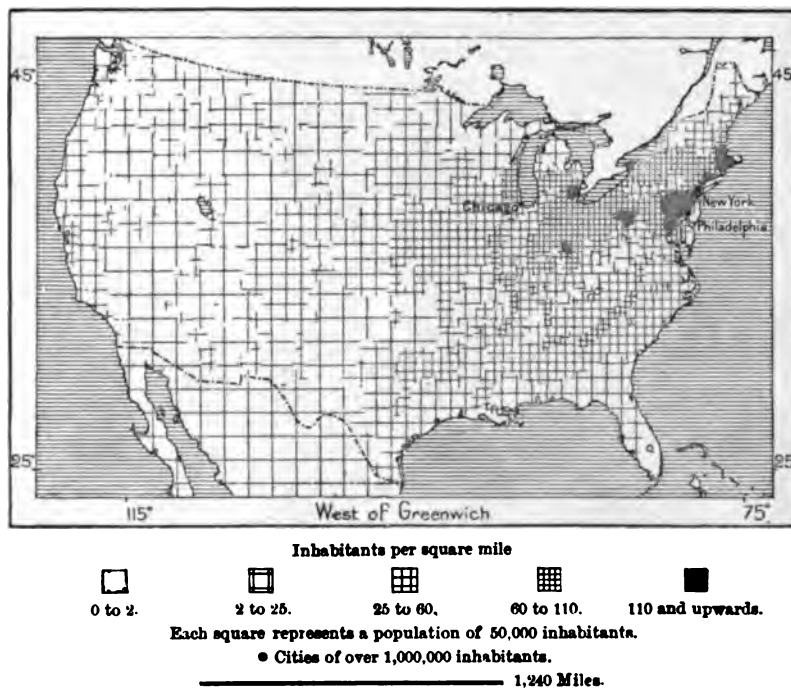 45°
45°
Chicago
New York
Philadelphia
25°
25°
115°
West of Greenwich
75°
Inhabitants per square mile
0 to 2.
2 to 25.
25 to 60.
60 to 110.
110 and upwards.
Each square represents a population of 50,000 inhabitants.
Cities of over 1,000,000 inhabitants.
1,240 Miles.